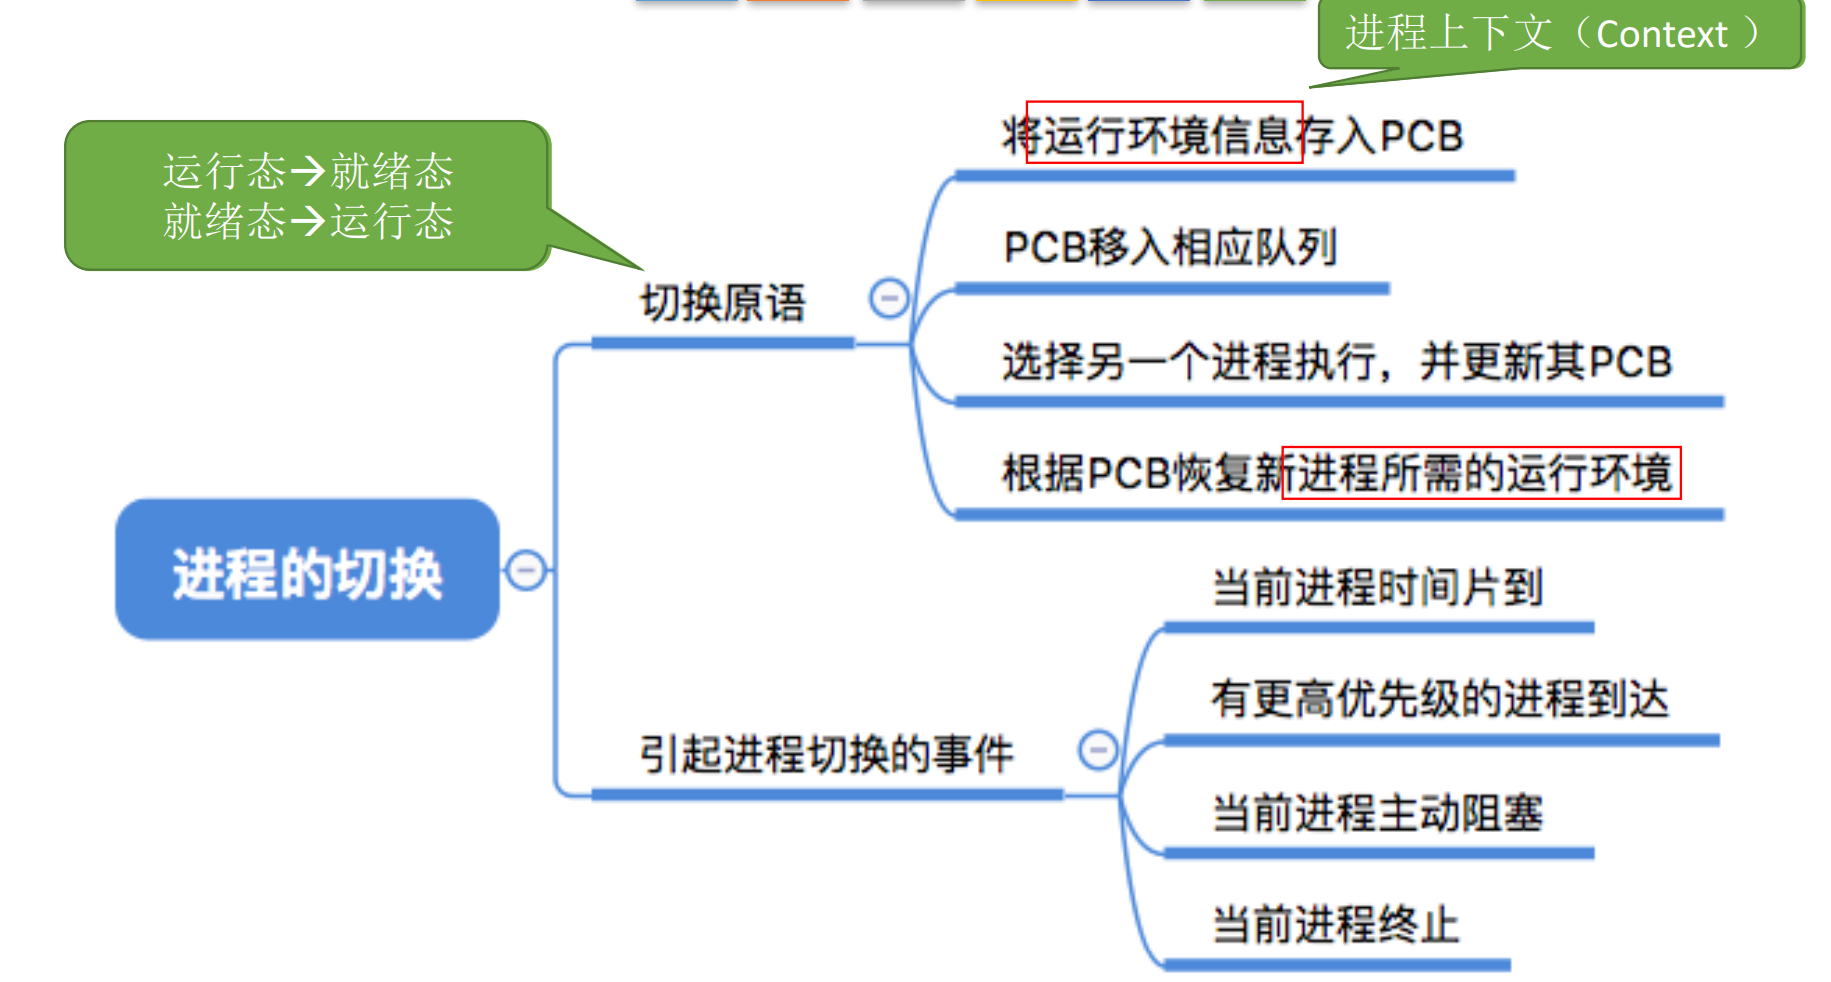 进程上下文（Context ）
运行态→就绪态
就绪态→运行态
将运行环境信息存入PCB
PCB移入相应队列
切换原语
选择另一个进程执行，并更新其PCB
根据PCB恢复新进程所需的运行环境
进程的切换
当前进程时间片到
有更高优先级的进程到达
引起进程切换的事件
当前进程主动阻塞
当前进程终止